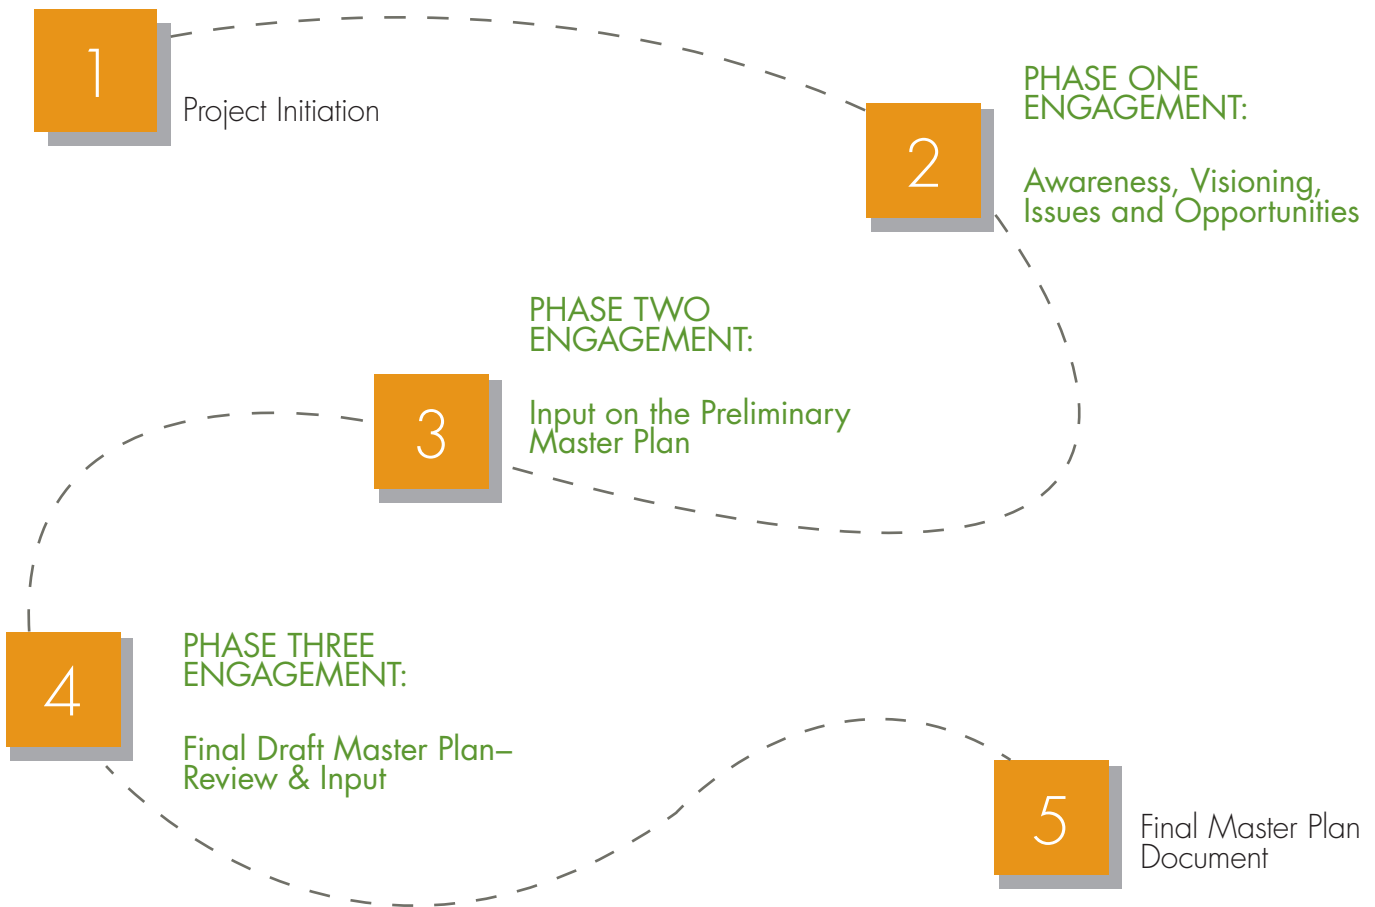 1
Project Initiation
2
PHASE ONE
ENGAGEMENT:
Awareness, Visioning,
Issues and Opportunities
3
PHASE TWO
ENGAGEMENT:
Input on the Preliminary
Master Plan
4
PHASE THREE
ENGAGEMENT:
Final Draft Master Plan–
Review & Input
5
Final Master Plan
Document